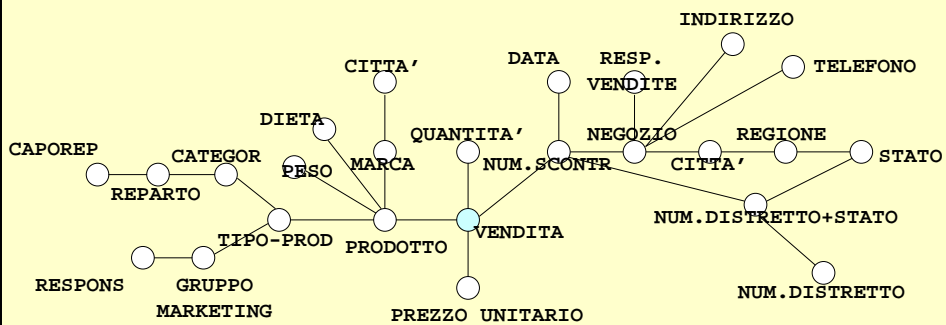 INDIRIZZO
DATA
RESP.
VENDITE
TELEFONO
CITTA’
DIETA
QUANTITA’
NEGOZIO
REGIONE
CAPOREP
CATEGOR
PESO
MARCA
NUM.SCONTR
CITTA’
STATO
REPARTO
NUM.DISTRETTO+STATO
TIPO-PROD
PRODOTTO
VENDITA
RESPONS
GRUPPO
MARKETING
NUM.DISTRETTO
PREZZO UNITARIO